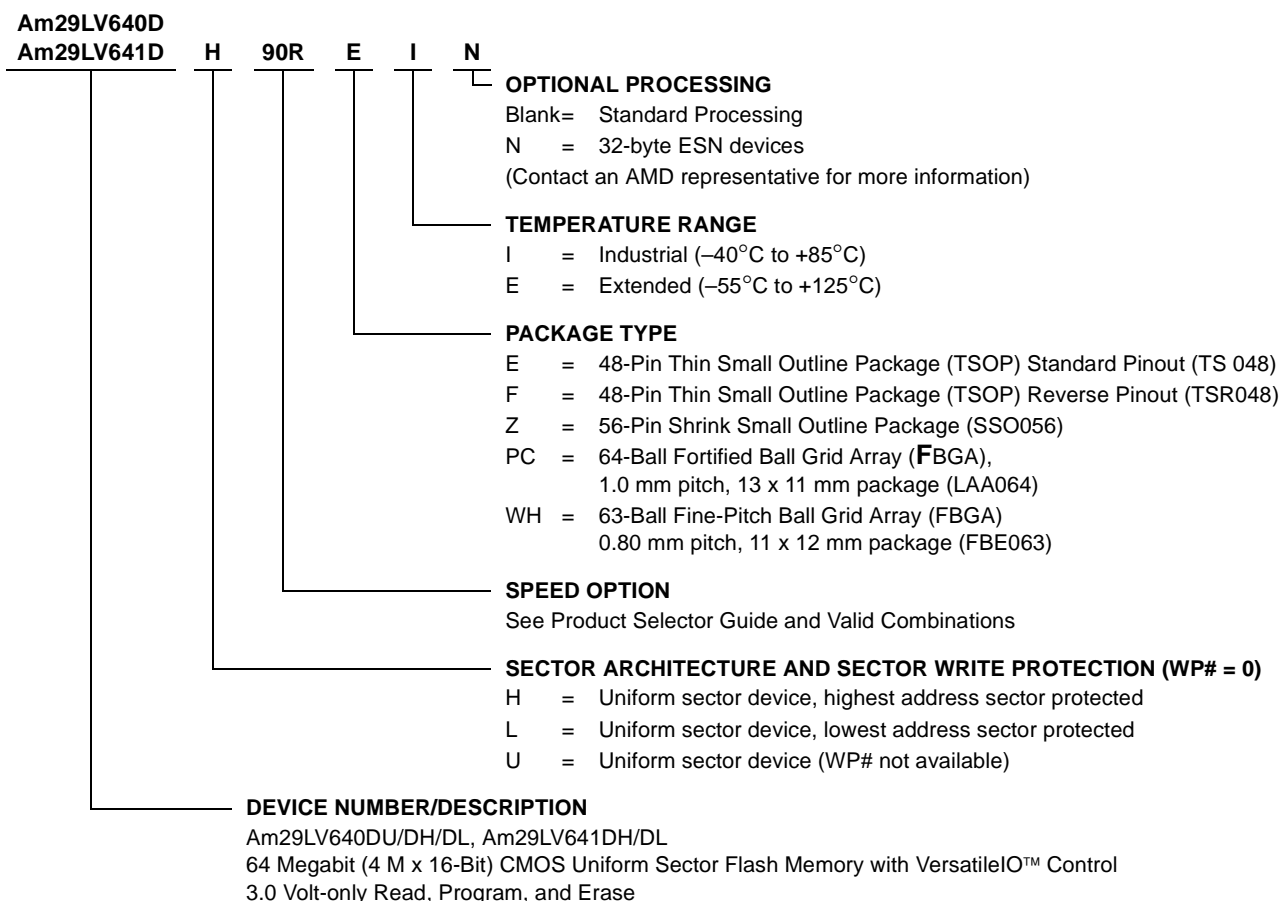 Am29LV640D
Am29LV641D H 90R E I N
OPTIONAL PROCESSING
Blank= Standard Processing
N = 32-byte ESN devices
(Contact an AMD representative for more information)
TEMPERATURE RANGE
I = Industrial (–40°C to +85°C)
E = Extended (–55°C to +125°C)
PACKAGE TYPE
E = 48-Pin Thin Small Outline Package (TSOP) Standard Pinout (TS 048)
F = 48-Pin Thin Small Outline Package (TSOP) Reverse Pinout (TSR048)
Z = 56-Pin Shrink Small Outline Package (SSO056)
PC = 64-Ball Fortified Ball Grid Array (FBGA),
1.0 mm pitch, 13 x 11 mm package (LAA064)
WH = 63-Ball Fine-Pitch Ball Grid Array (FBGA)
0.80 mm pitch, 11 x 12 mm package (FBE063)
SPEED OPTION
See Product Selector Guide and Valid Combinations
SECTOR ARCHITECTURE AND SECTOR WRITE PROTECTION (WP# = 0)
H = Uniform sector device, highest address sector protected
L = Uniform sector device, lowest address sector protected
U = Uniform sector device (WP# not available)
DEVICE NUMBER/DESCRIPTION
Am29LV640DU/DH/DL, Am29LV641DH/DL
64 Megabit (4 M x 16-Bit) CMOS Uniform Sector Flash Memory with VersatileIO™ Control
3.0 Volt-only Read, Program, and Erase